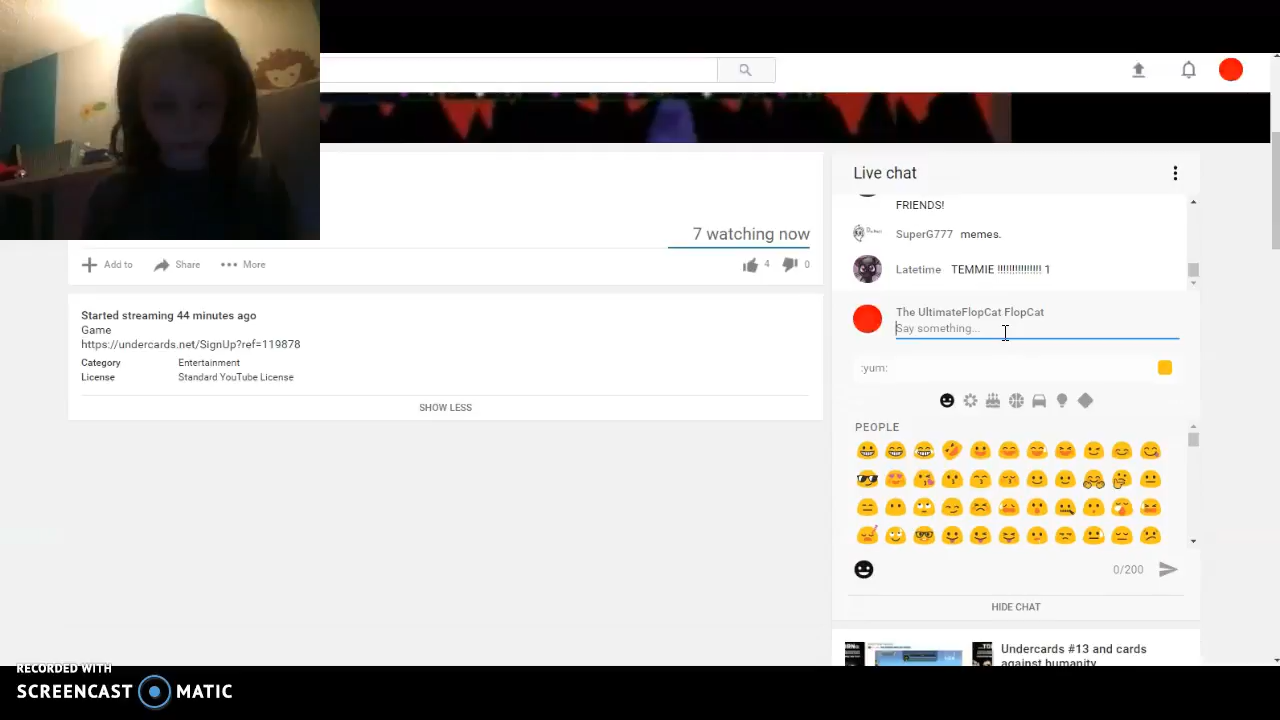 Live chat
FRIENDS!
SuperG777 memes.
Latetime TEMMIE !!!!!!!!!!!!!!! 1
7 watching now
Add to Share More 4 0
Started streaming 44 minutes ago
Game
https://undercards.net/SignUp?ref=119878
Category Entertainment
License Standard YouTube License
SHOW LESS
The UltimateFlopCat FlopCat
Say something...
:yum:
PEOPLE
0/200
HIDE CHAT
Undercards #13 and cards
against humanity
RECORDED WITH
SCREENCAST MATIC